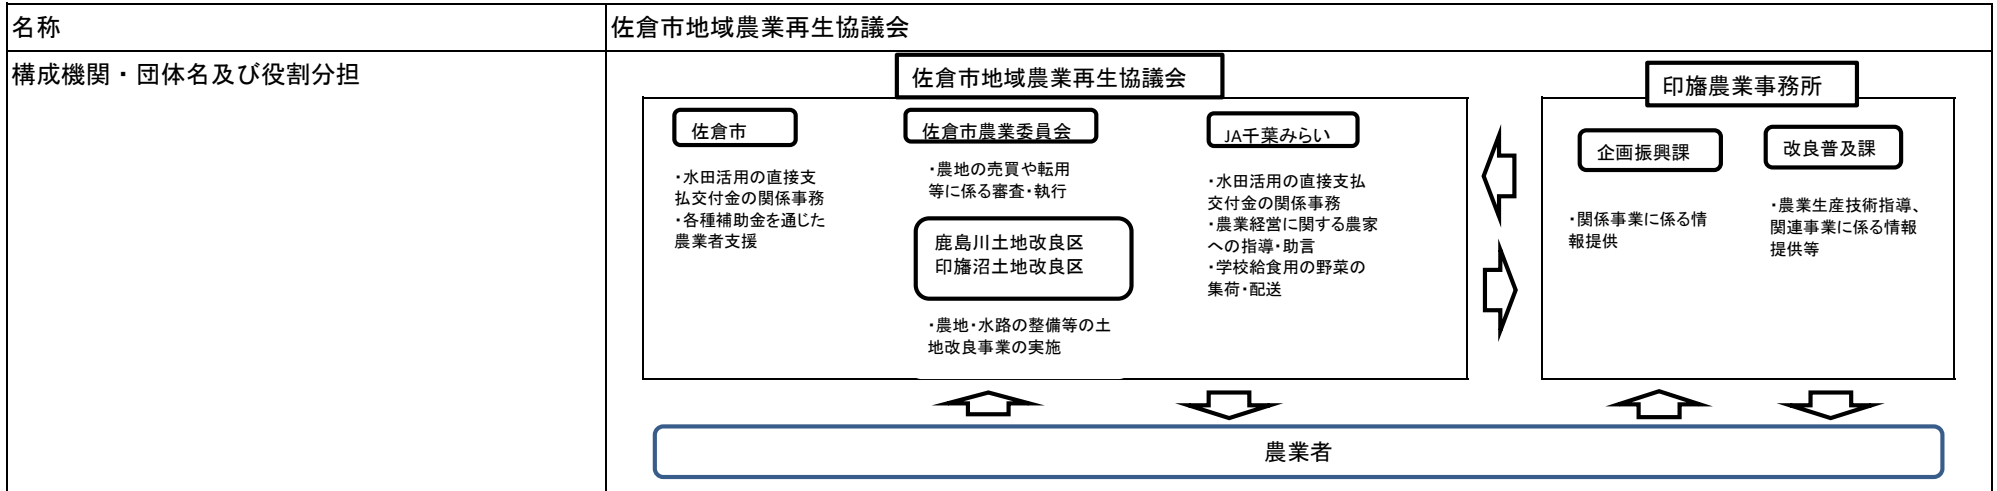 名称
佐倉市地域農業再生協議会
構成機関・団体名及び役割分担
佐倉市地域農業再生協議会
佐倉市
・水田活用の直接支
払交付金の関係事務
・各種補助金を通じた
農業者支援
佐倉市農業委員会
・農地の売買や転用
等に係る審査・執行
鹿島川土地改良区
印旛沼土地改良区
・農地・水路の整備等の土
地改良事業の実施
JA千葉みらい
・水田活用の直接支払
交付金の関係事務
・農業経営に関する農家
への指導・助言
・学校給食用の野菜の
集荷・配送
印旛農業事務所
企画振興課
・関係事業に係る情
報提供
改良普及課
・農業生産技術指導、
関連事業に係る情報
提供等
農業者